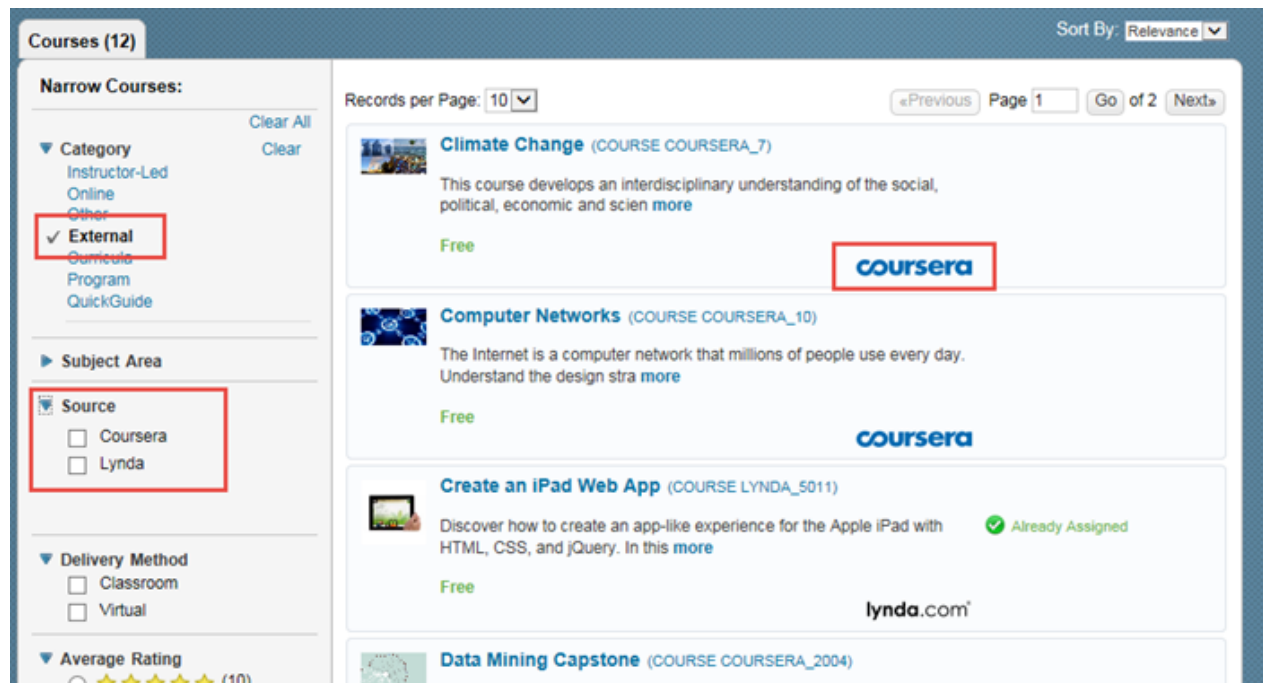 Courses (12)
Sort By: Relevance
Narrow Courses:
Clear All
Category Clear
Instructor-Led
Online
Other
External
Curricula
Program
QuickGuide
Subject Area
Source
Coursera
Lynda
Delivery Method
Classroom
Virtual
Average Rating
(10)
Records per Page: 10
«Previous Page 1 Go of 2 Next»
Climate Change (COURSE COURSERA_7)
This course develops an interdisciplinary understanding of the social,
political, economic and scien more
Free
coursera
Computer Networks (COURSE COURSERA_10)
The Internet is a computer network that millions of people use every day.
Understand the design stra more
Free
coursera
Create an iPad Web App (COURSE LYNDA_5011)
Discover how to create an app-like experience for the Apple iPad with
HTML, CSS, and jQuery. In this more
Already Assigned
Free
lynda.com
Data Mining Capstone (COURSE COURSERA_2004)